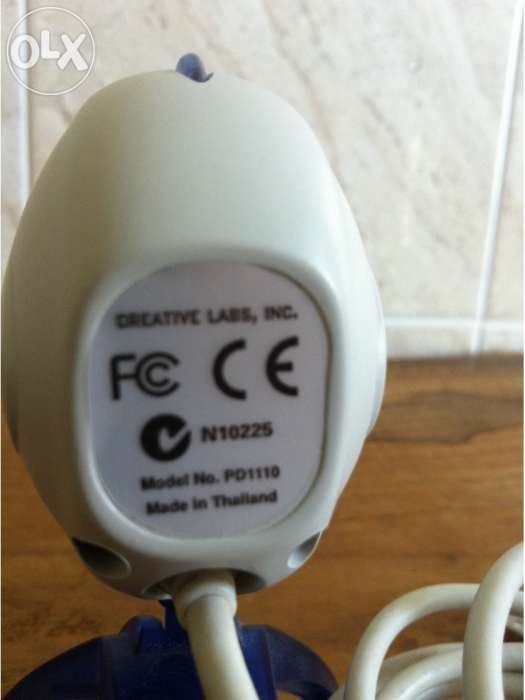 OLX
CREATIVE LABS, INC.
FC CE
N10225
Model No. PD1110
Made in Thailand